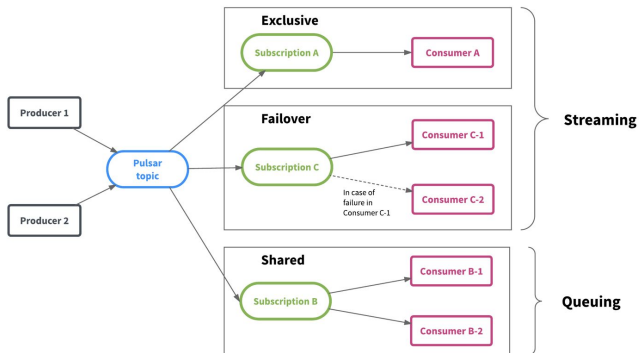 Exclusive
Subscription A
Consumer A
Producer 1
Pulsar
topic
Producer 2
Failover
Subscription C
Consumer C-1
In case of
failure in
Consumer C-1
Consumer C-2
Streaming
Shared
Subscription B
Consumer B-1
Consumer B-2
Queuing